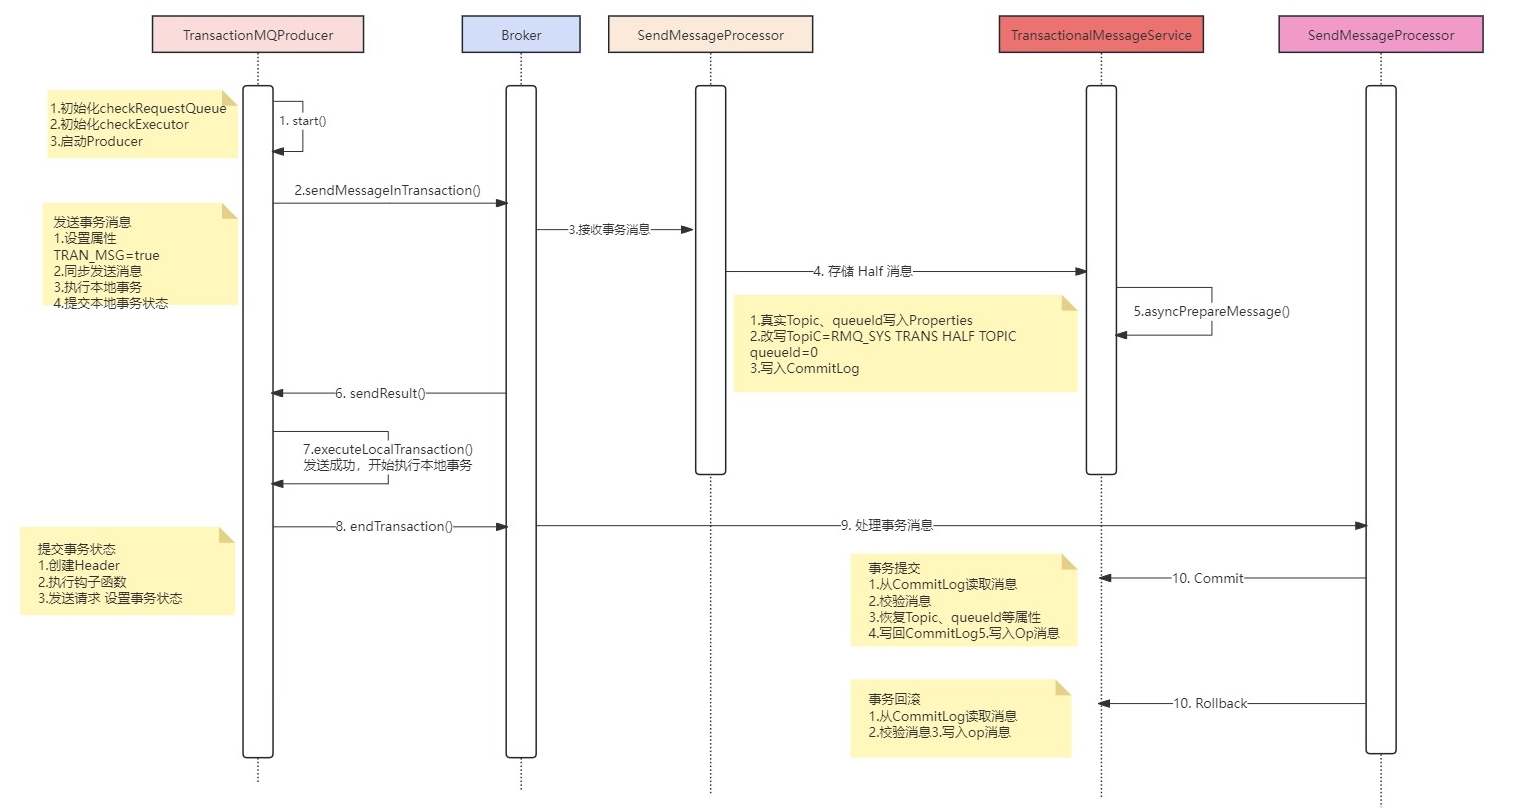 TransactionMQProducer
Broker
SendMessageProcessor
TransactionalMessageService
SendMessageProcessor
1.初始化checkRequestQueue
2.初始化checkExecutor
3.启动Producer
1. start()
2.sendMessageInTransaction()
发送事务消息
1.设置属性
TRAN_MSG=true
2.同步发送消息
3.执行本地事务
4.提交本地事务状态
3.接收事务消息
4. 存储 Half 消息
5.asyncPrepareMessage()
1.真实Topic、queueId写入Properties
2.改写TopiC=RMQ_SYS TRANS HALF TOPIC
queueId=0
3.写入CommitLog
6. sendResult()
7.executeLocalTransaction()
发送成功，开始执行本地事务
8. endTransaction()
9. 处理事务消息
提交事务状态
1.创建Header
2.执行钩子函数
3.发送请求 设置事务状态
事务提交
1.从CommitLog读取消息
2.校验消息
3.恢复Topic、queueId等属性
4.写回CommitLog5.写入Op消息
10. Commit
事务回滚
1.从CommitLog读取消息
2.校验消息3.写入op消息
10. Rollback